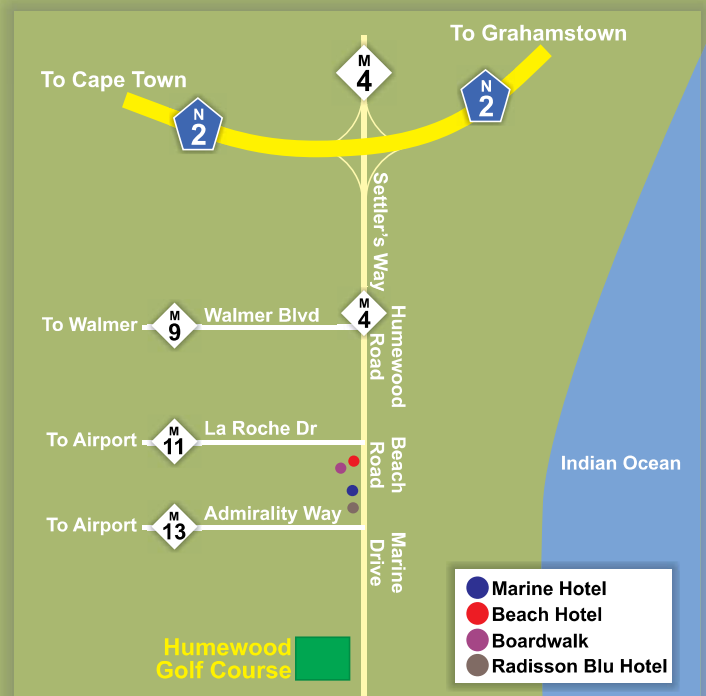 To Grahamstown
M
4
To Cape Town
N
2
N
2
Settler's Way
M
4
To Walmer
M
9
Walmer Blvd
Humewood
Road
To Airport
M
11
La Roche Dr
Beach
Road
To Airport
M
13
Admirality Way
Marine
Drive
Indian Ocean
Humewood
Golf Course
Marine Hotel
Beach Hotel
Boardwalk
Radisson Blu Hotel